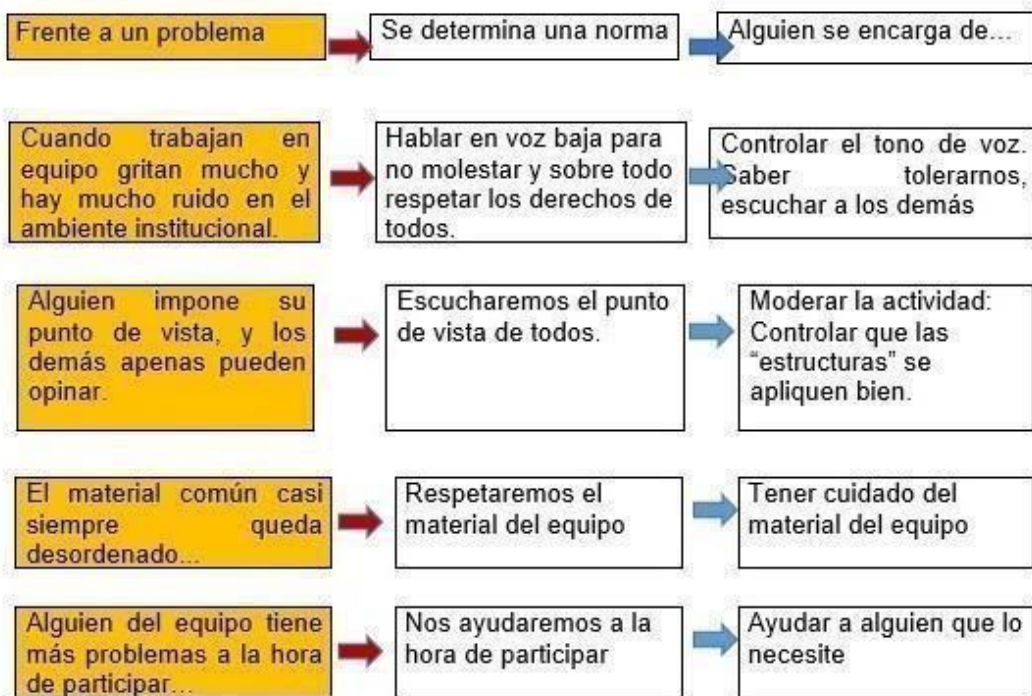 Frente a un problema
Se determina una norma
Alguien se encarga de...
Cuando trabajan en
equipo gritan mucho y
hay mucho ruido en el
ambiente institucional.
Hablar en voz baja para
no molestar y sobre todo
respetar los derechos de
todos.
Controlar el tono de voz.
Saber tolerarnos,
escuchar a los demás
Alguien impone su
punto de vista, y los
demás apenas pueden
opinar.
Escucharemos el punto
de vista de todos.
Moderar la actividad:
Controlar que las
"estructuras" se
apliquen bien.
El material común casi
siempre queda
desordenado...
Respetaremos el
material del equipo
Tener cuidado del
material del equipo
Alguien del equipo tiene
más problemas a la hora
de participar...
Nos ayudaremos a la
hora de participar
Ayudar a alguien que lo
necesite